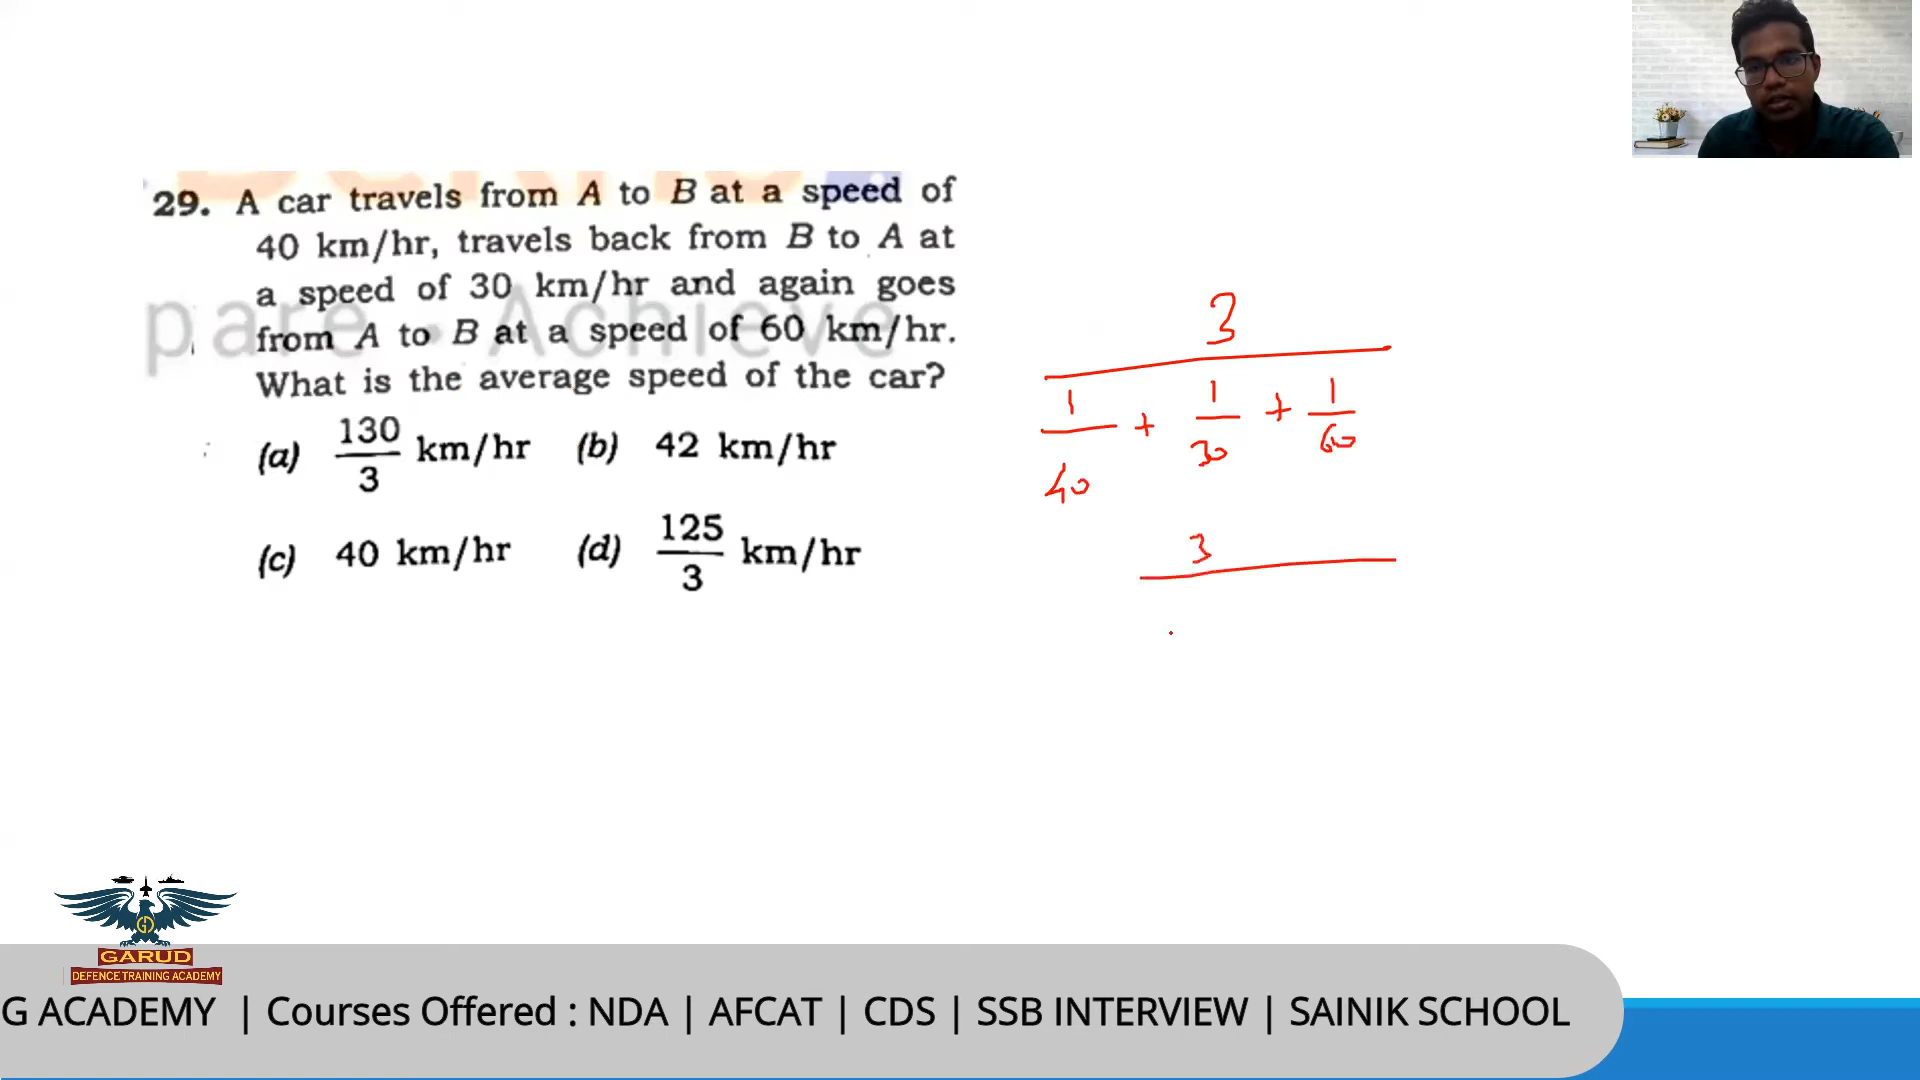 29. A car travels from A to B at a speed of
40 km/hr, travels back from B to A at
a speed of 30 km/hr and again goes
from A to B at a speed of 60 km/hr.
What is the average speed of the car?
(a) 130/3 km/hr (b) 42 km/hr
(c) 40 km/hr (d) 125/3 km/hr
pare • Achieve
3
1/40 + 1/30 + 1/60
3
GARUD
DEFENCE TRAINING ACADEMY
G ACADEMY | Courses Offered : NDA | AFCAT | CDS | SSB INTERVIEW | SAINIK SCHOOL